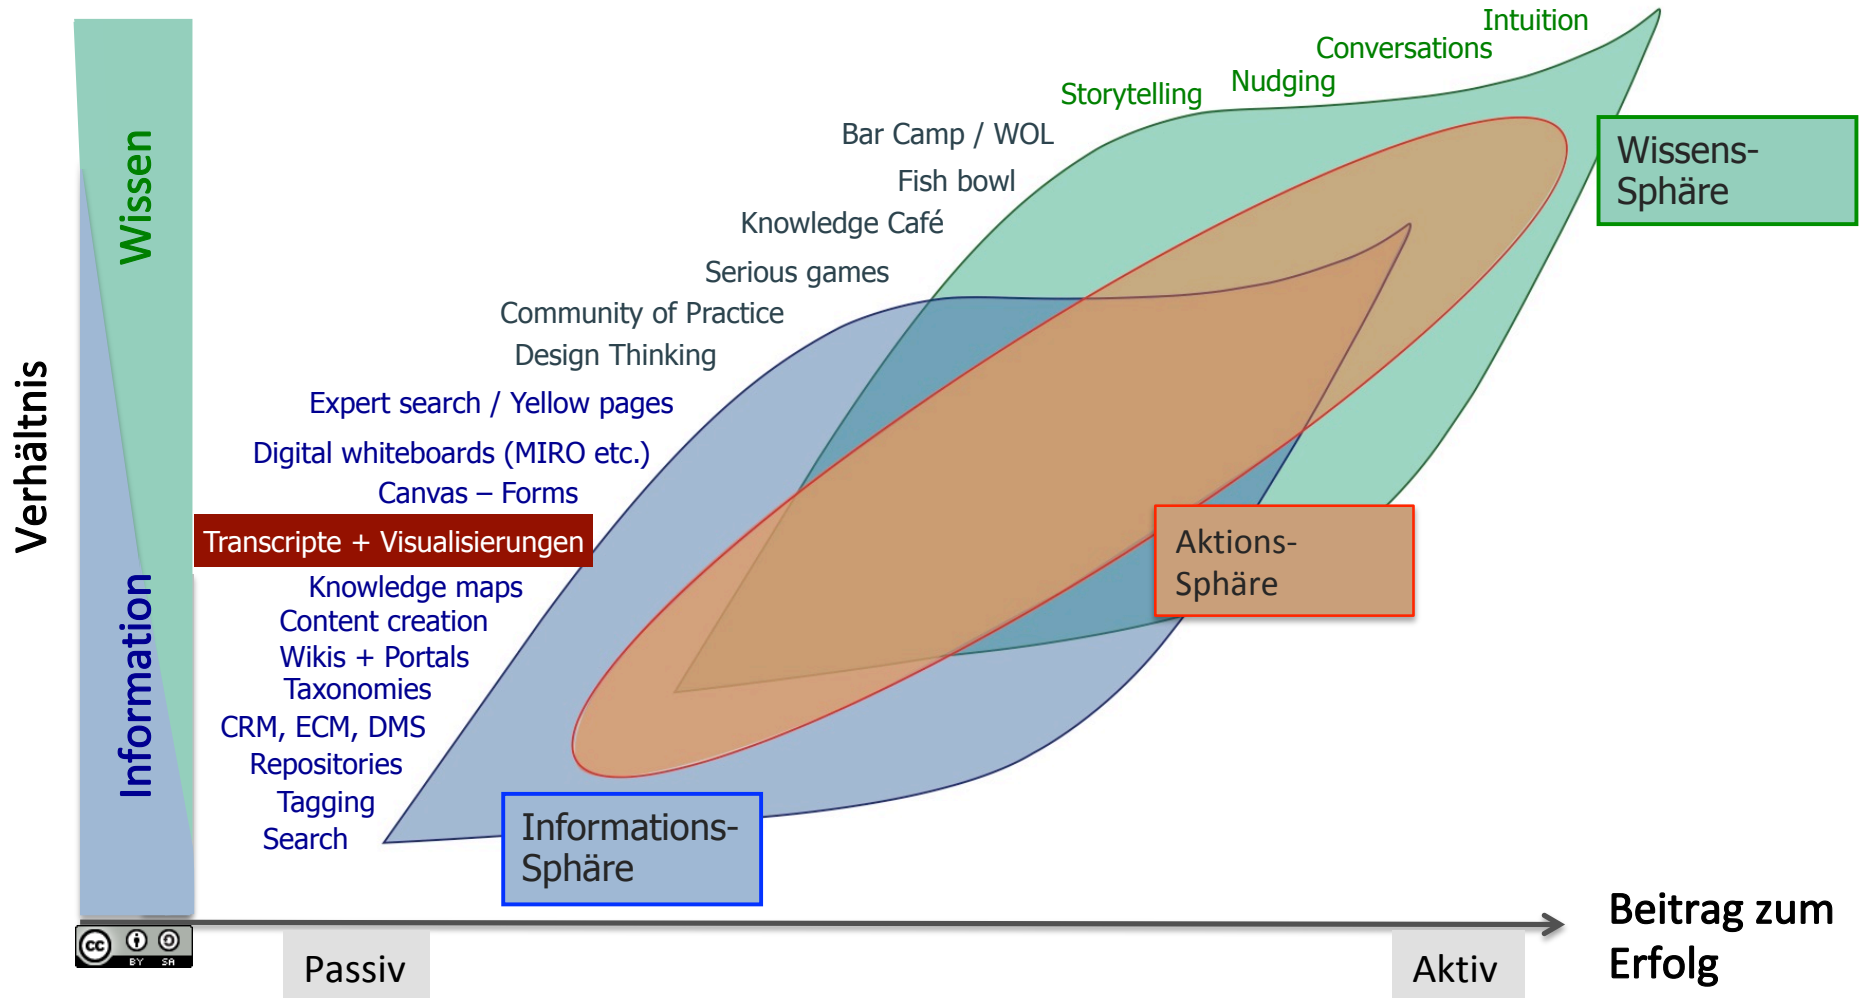 Intuition
Conversations
Nudging
Storytelling
Bar Camp / WOL
Fish bowl
Knowledge Café
Serious games
Community of Practice
Design Thinking
Expert search / Yellow pages
Digital whiteboards (MIRO etc.)
Canvas – Forms
Transcripte + Visualisierungen
Knowledge maps
Content creation
Wikis + Portals
Taxonomies
CRM, ECM, DMS
Repositories
Tagging
Search
Verhältnis
Wissen
Information
Wissens-
Sphäre
Aktions-
Sphäre
Informations-
Sphäre
Beitrag zum
Erfolg
Passiv
Aktiv
cc
BY SA